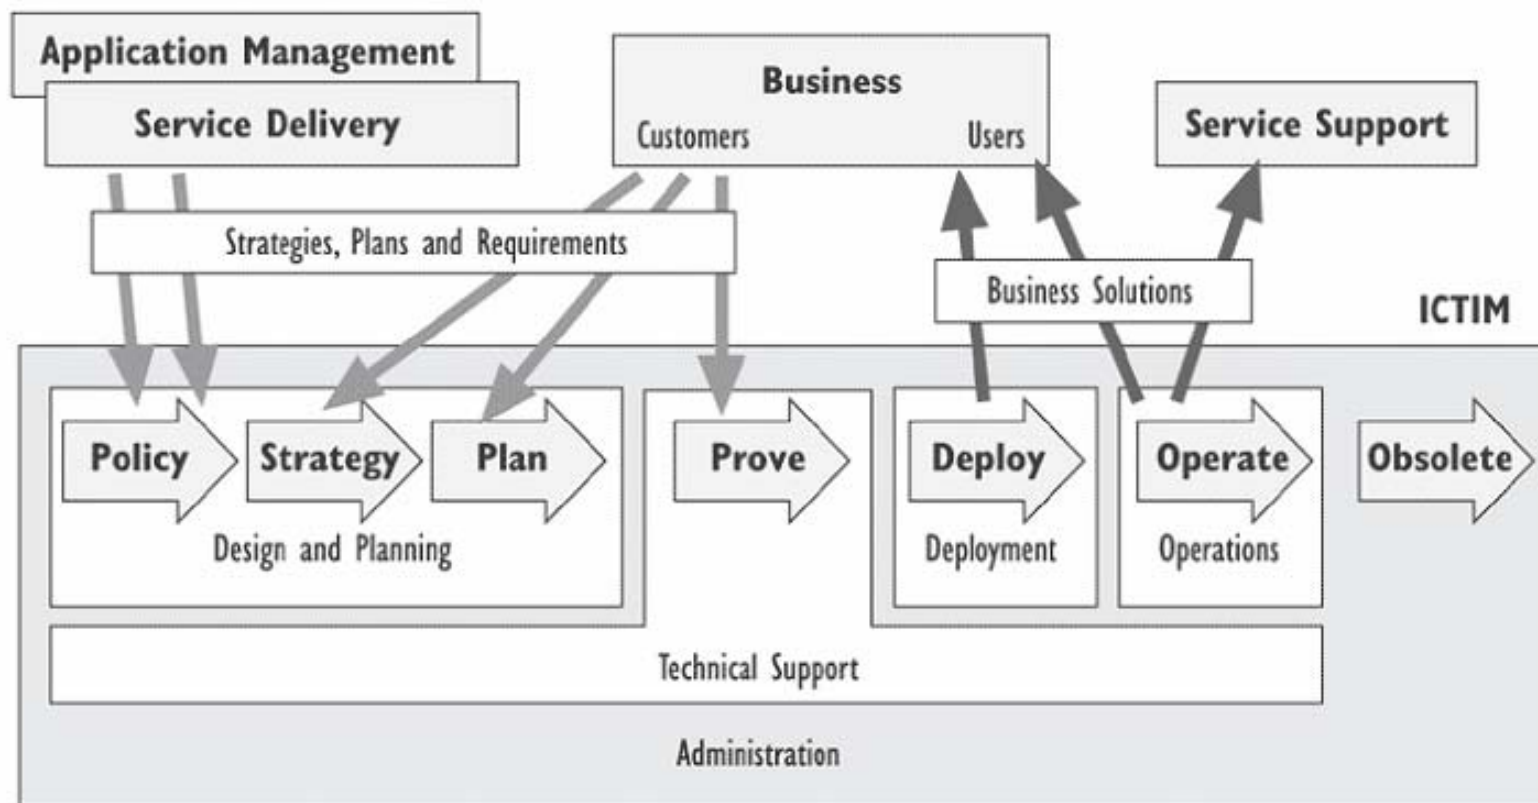 Application Management
Service Delivery
Business
Customers
Users
Service Support
Strategies, Plans and Requirements
Business Solutions
ICTIM
Policy
Strategy
Plan
Prove
Deploy
Operate
Obsolete
Design and Planning
Deployment
Operations
Technical Support
Administration